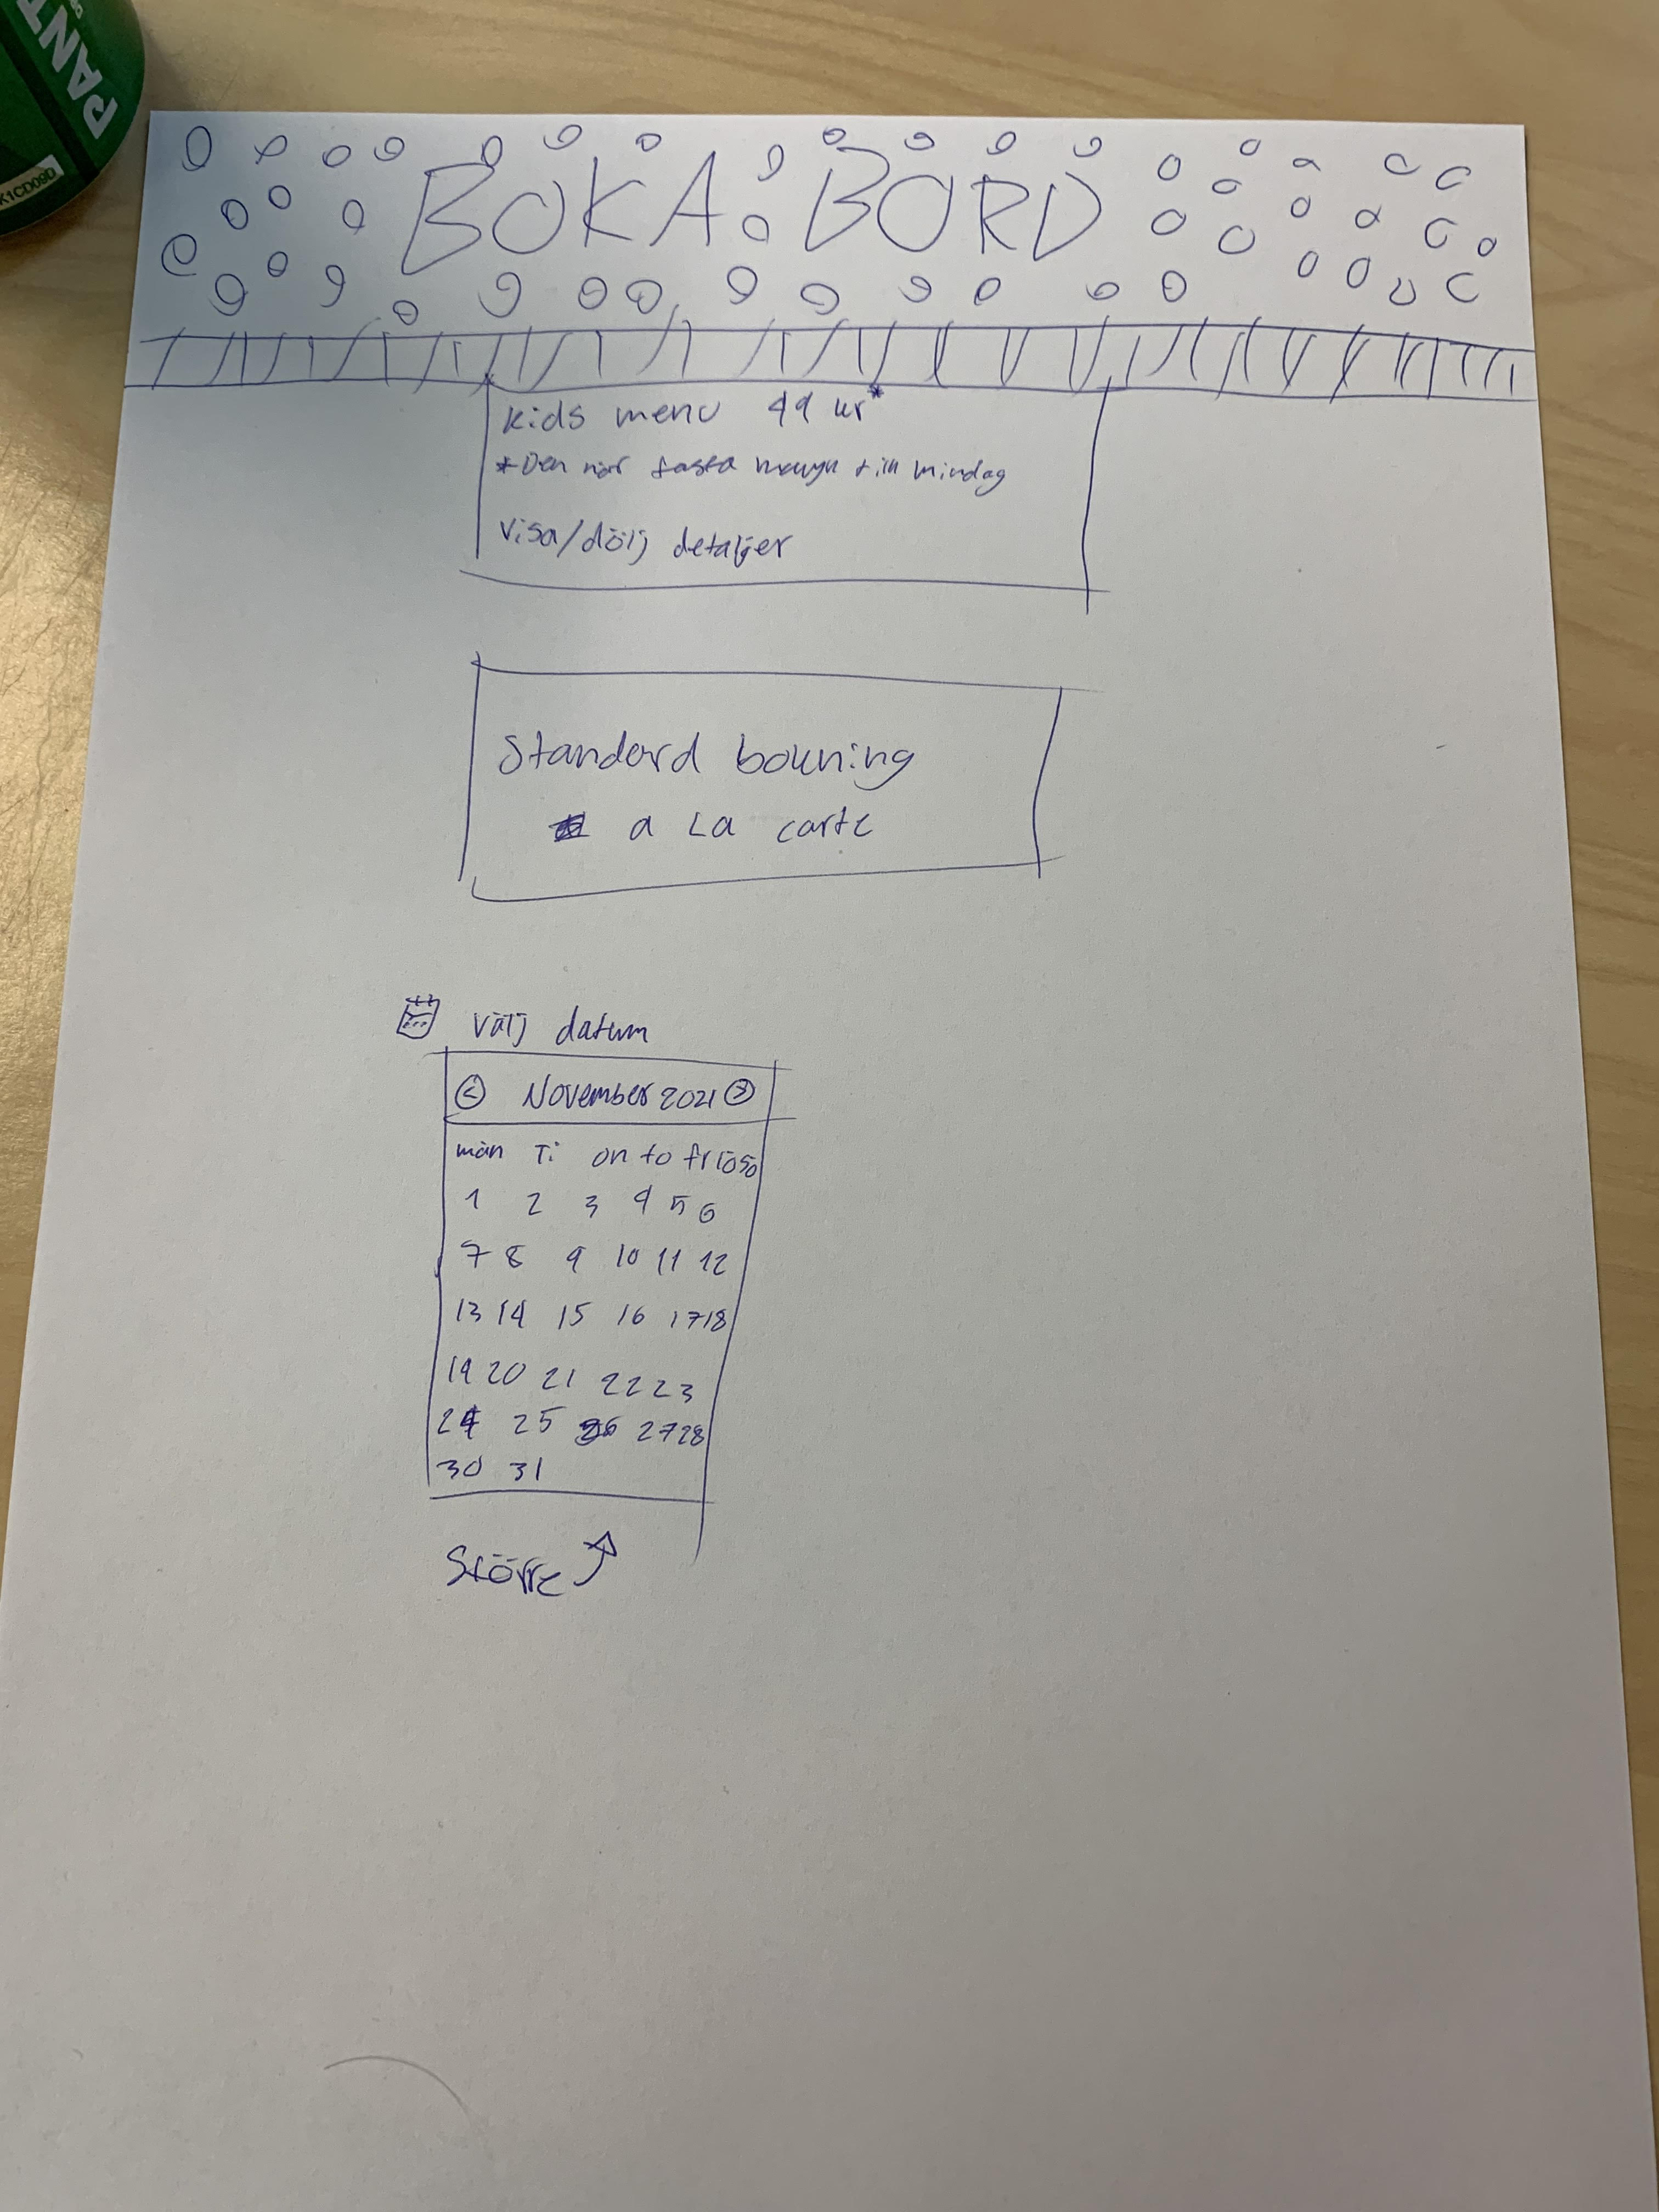 PANT
K1CD09D
BOKA BORD
Kids menu 49 kr*
*Den här fasta menyn till
Visa/dölj detaljer
Standard bokning
a La carte
Välj datum
< November 2021 >
mån Ti on to fr lö sö
1 2 3 4 5 6
7 8 9 10 11 12
13 14 15 16 17 18
19 20 21 22 23
24 25 26 27 28
30 31
Större